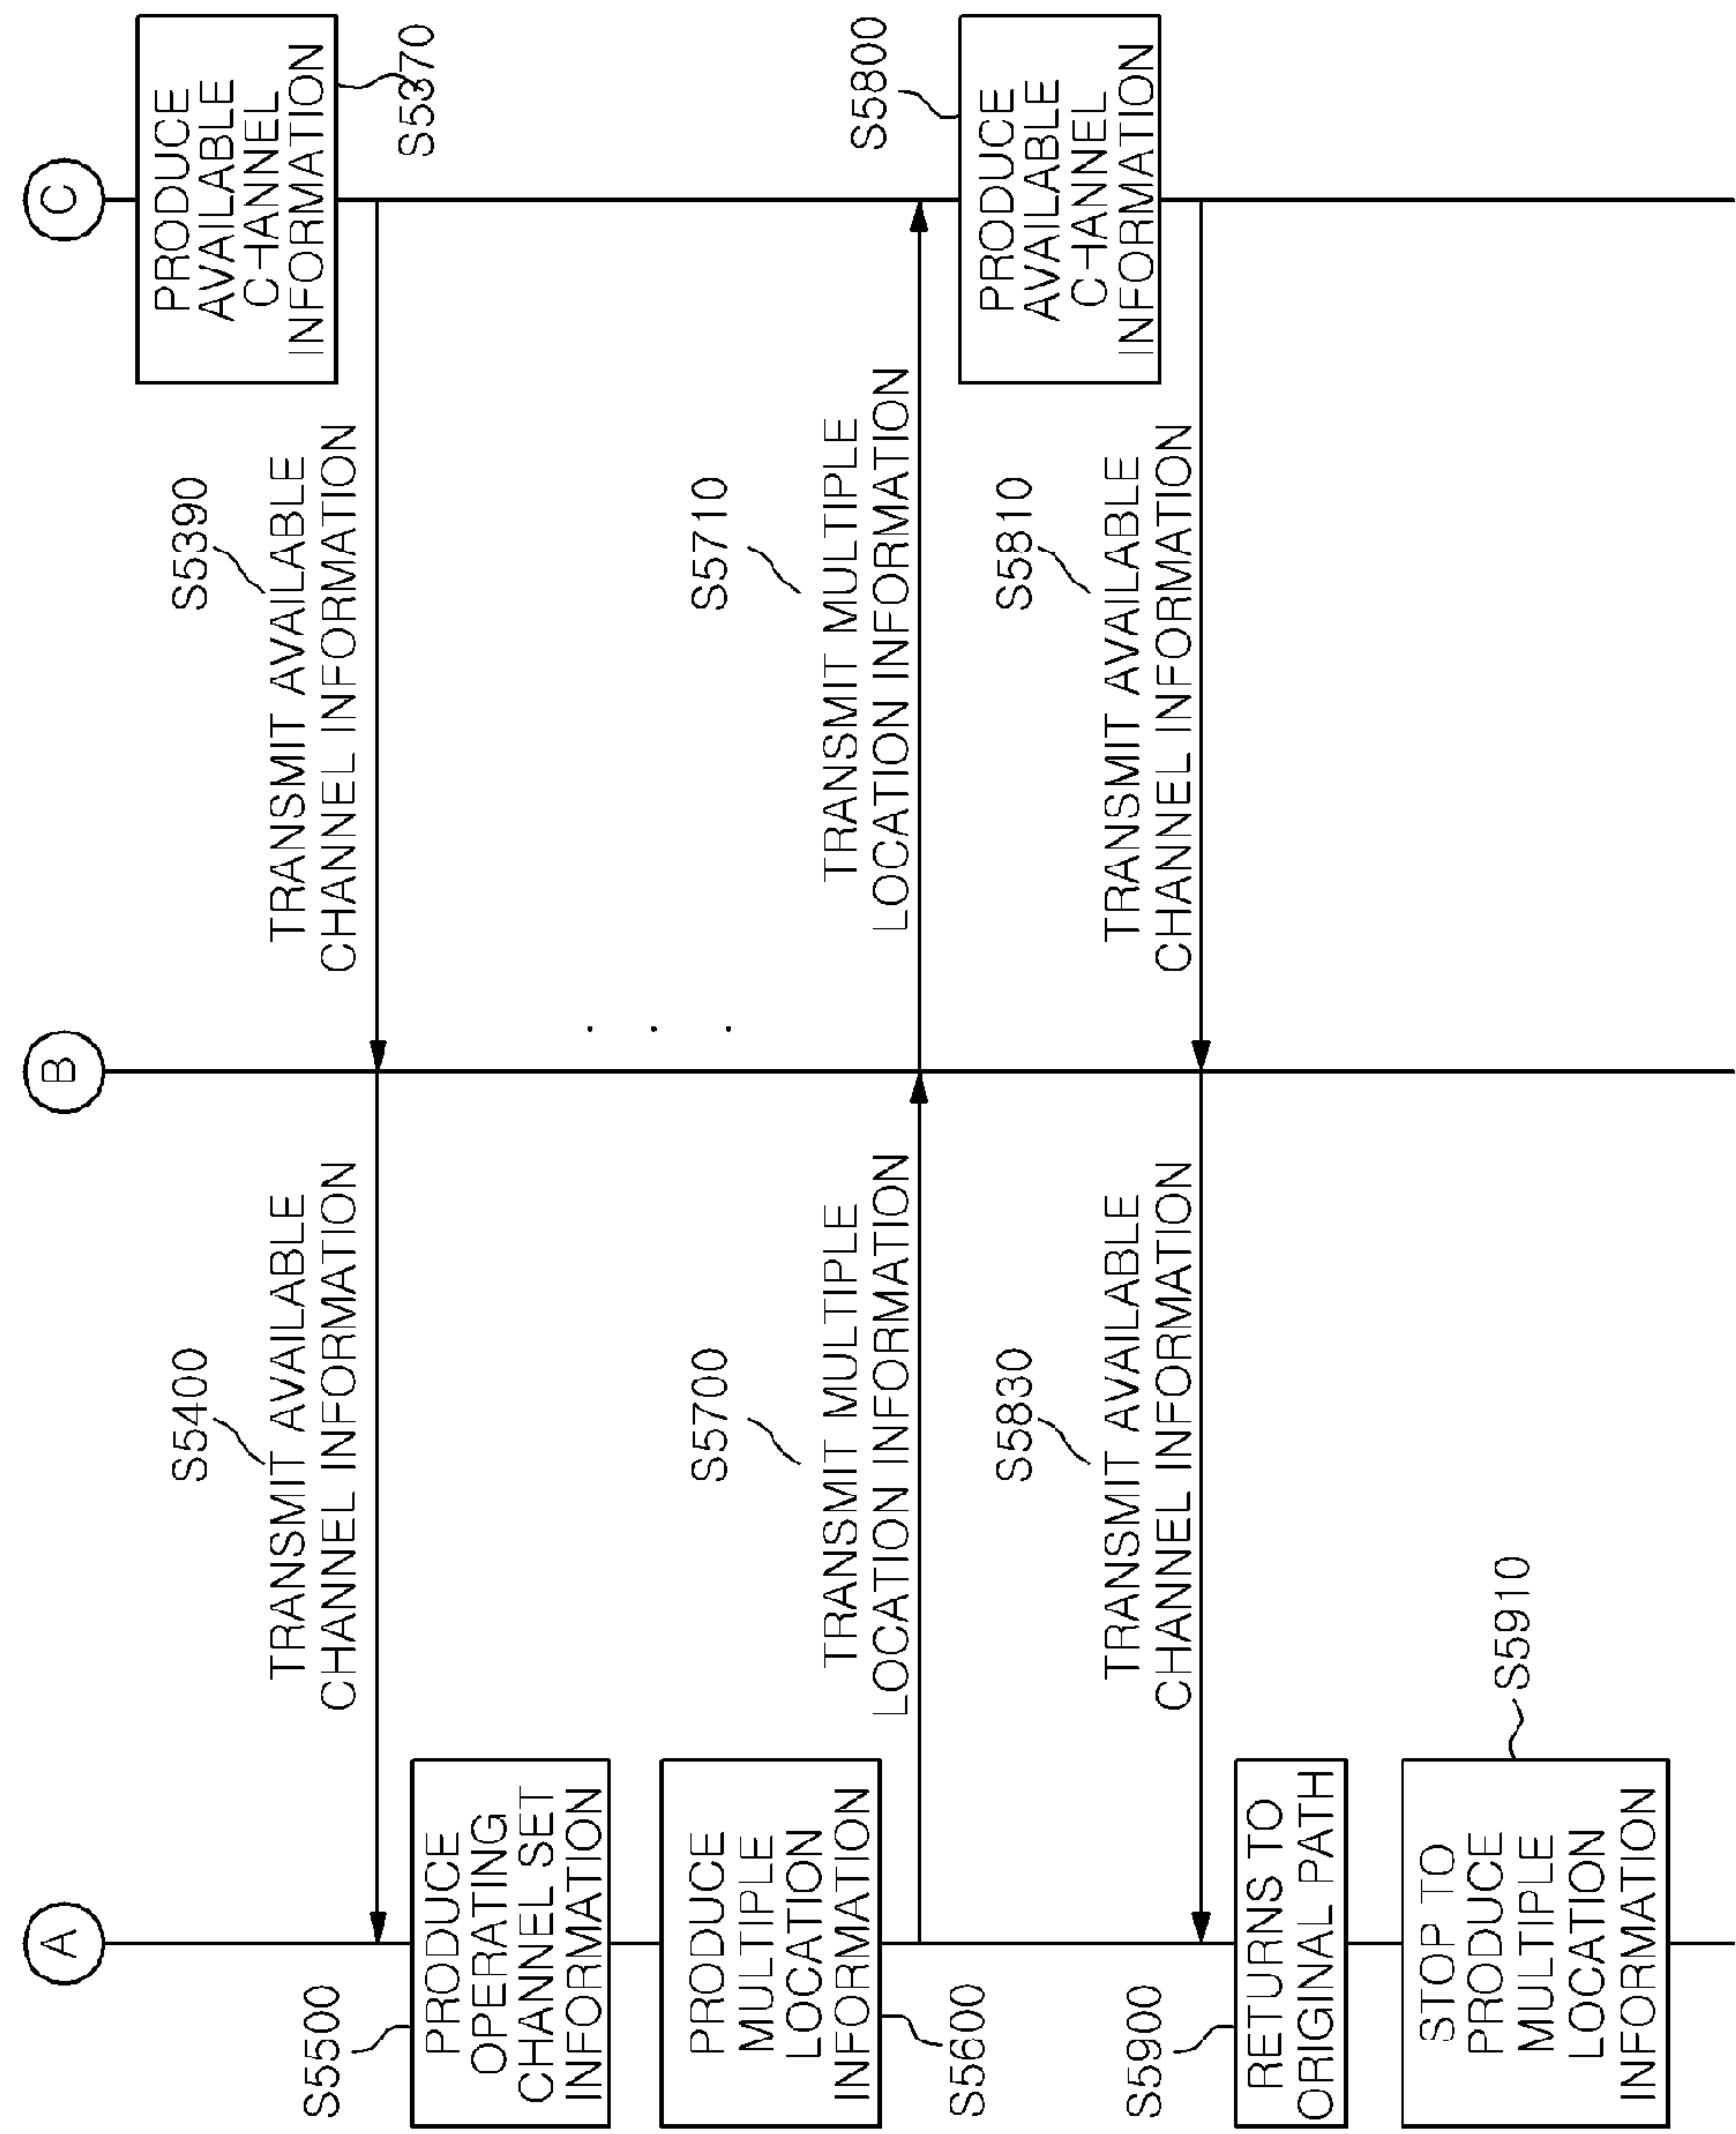 A
B
C
PRODUCE
AVAILABLE
CHANNEL
INFORMATION
S5370
S5400
TRANSMIT AVAILABLE
CHANNEL INFORMATION
S5390
TRANSMIT AVAILABLE
CHANNEL INFORMATION
S5500
PRODUCE
OPERATING
CHANNEL SET
INFORMATION
PRODUCE
MULTIPLE
LOCATION
INFORMATION
S5600
S5700
TRANSMIT MULTIPLE
LOCATION INFORMATION
S5710
TRANSMIT MULTIPLE
LOCATION INFORMATION
S5800
PRODUCE
AVAILABLE
CHANNEL
INFORMATION
S5830
TRANSMIT AVAILABLE
CHANNEL INFORMATION
S5810
TRANSMIT AVAILABLE
CHANNEL INFORMATION
S5900
RETURNS TO
ORIGINAL PATH
STOP TO
PRODUCE
MULTIPLE
LOCATION
INFORMATION
S5910